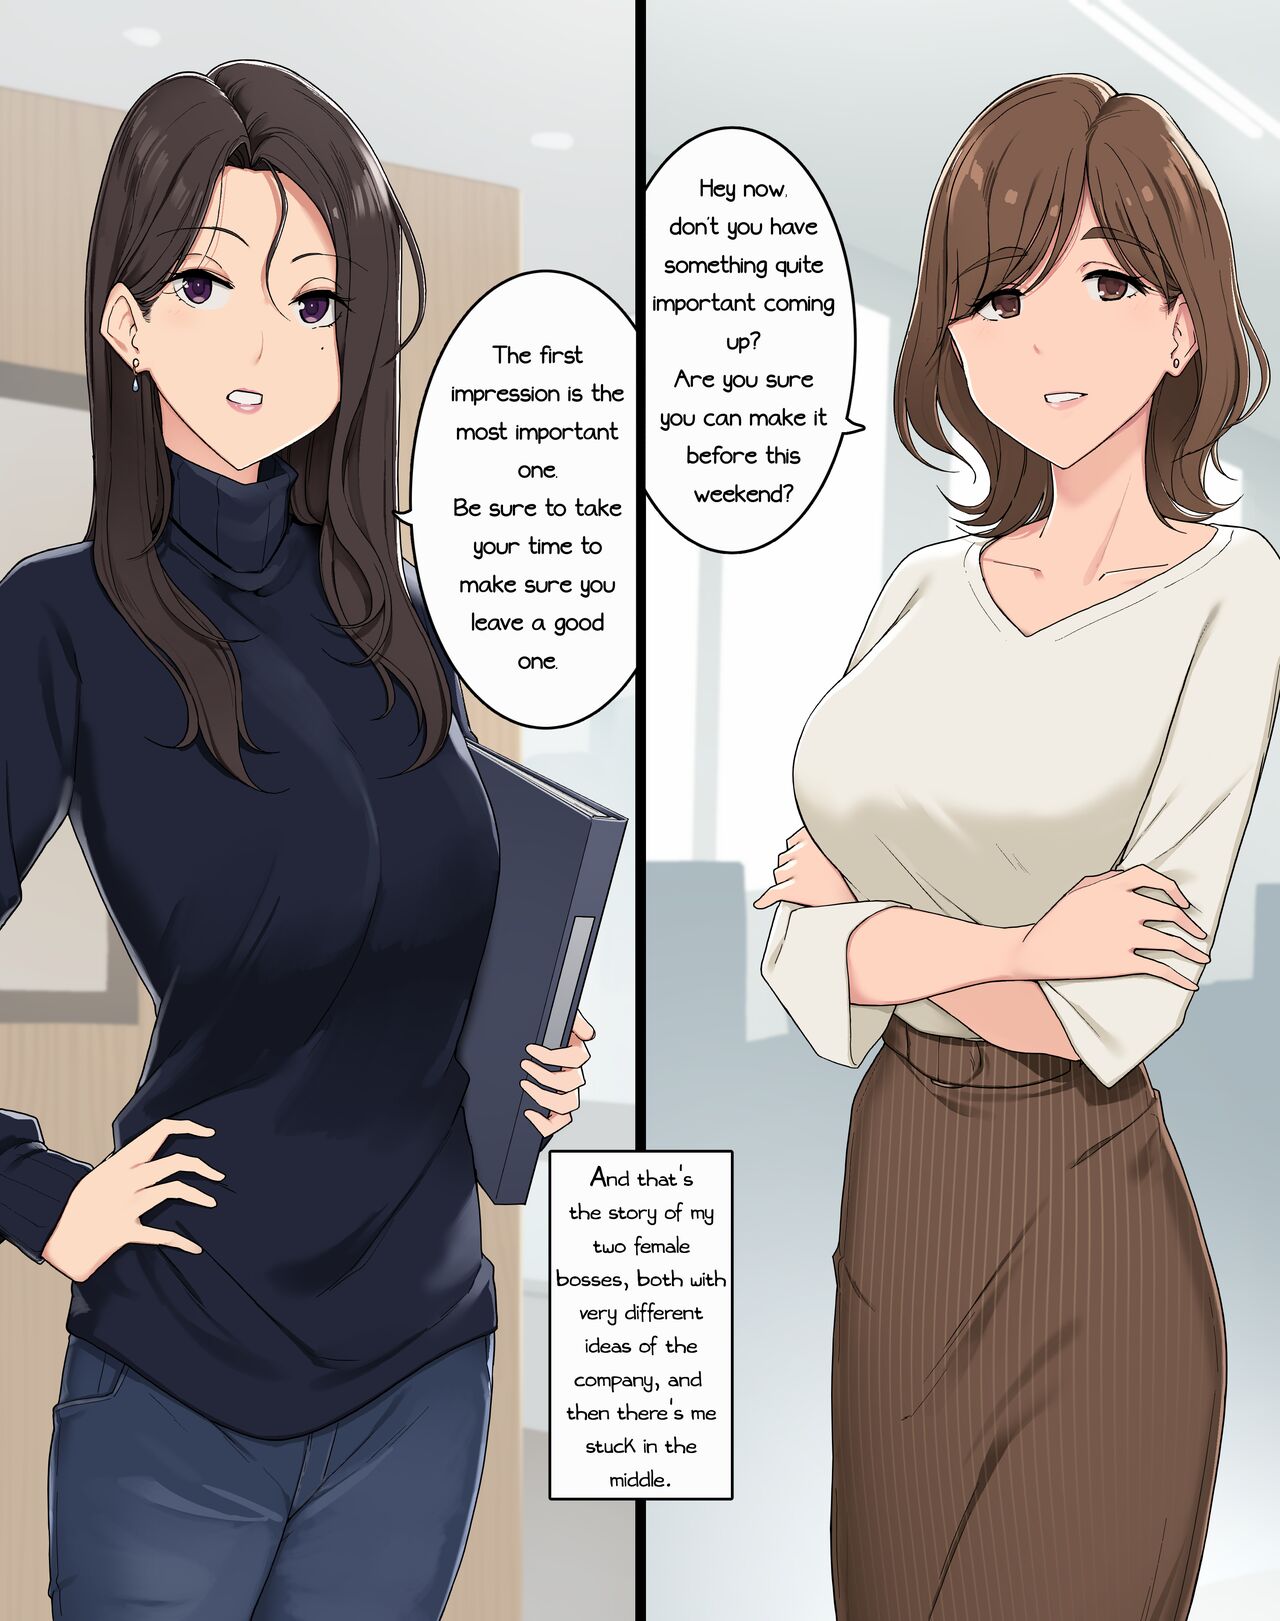 The first
impression is the
most important
one.
Be sure to take
your time to
make sure you
leave a good
one.
Hey now,
don't you have
something quite
important coming
up?
Are you sure
you can make it
before this
weekend?
And that's
the story of my
two female
bosses, both with
very different
ideas of the
company, and
then there's me
stuck in the
middle.